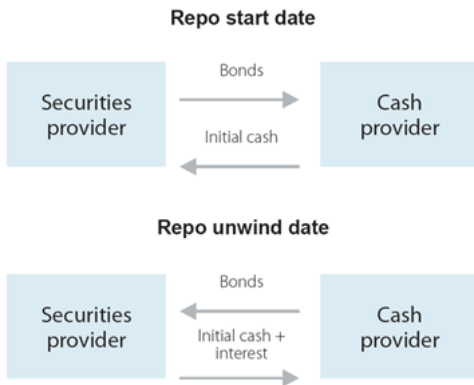 Repo start date
Securities
provider
Bonds
Initial cash
Cash
provider
Repo unwind date
Securities
provider
Bonds
Initial cash +
interest
Cash
provider